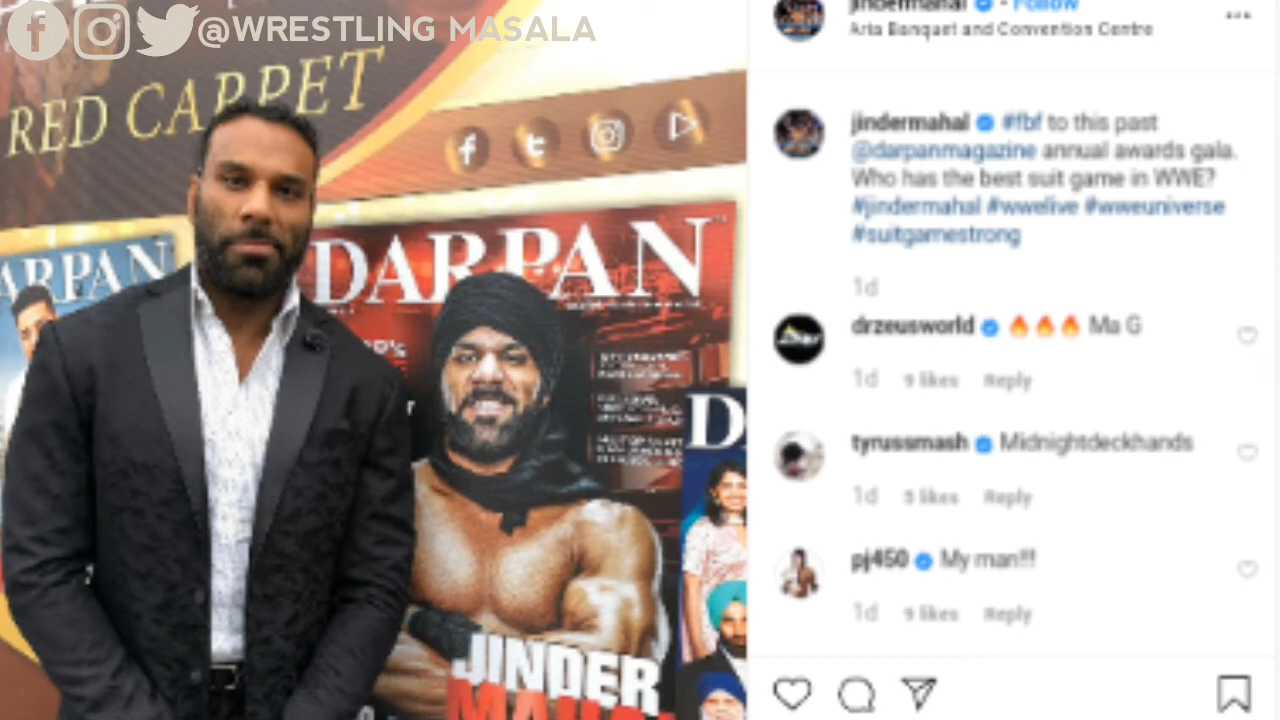 @WRESTLING MASALA
RED CARPET
DARPAN
ARPAN
JINDER
D
jindermahal - Follow
Aria Banquet and Convention Centre
jindermahal #fbf to this past
@darpanmagazine annual awards gala.
Who has the best suit game in WWE?
#jindermahal #wwelive #wweuniverse
#suitgamestrong
1d
drzeusworld 🔥🔥🔥 Ma G
1d 9 likes Reply
tyrussmash Midnightdeckhands
1d 5 likes Reply
pj450 My man!!!
1d 9 likes Reply